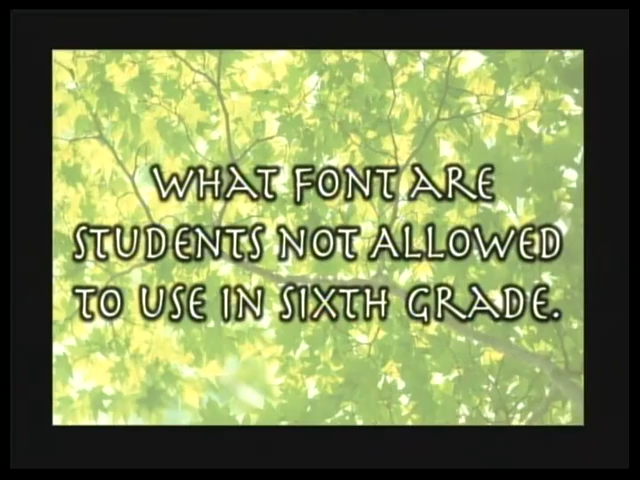 WHAT FONT ARE
STUDENTS NOT ALLOWED
TO USE IN SIXTH GRADE.